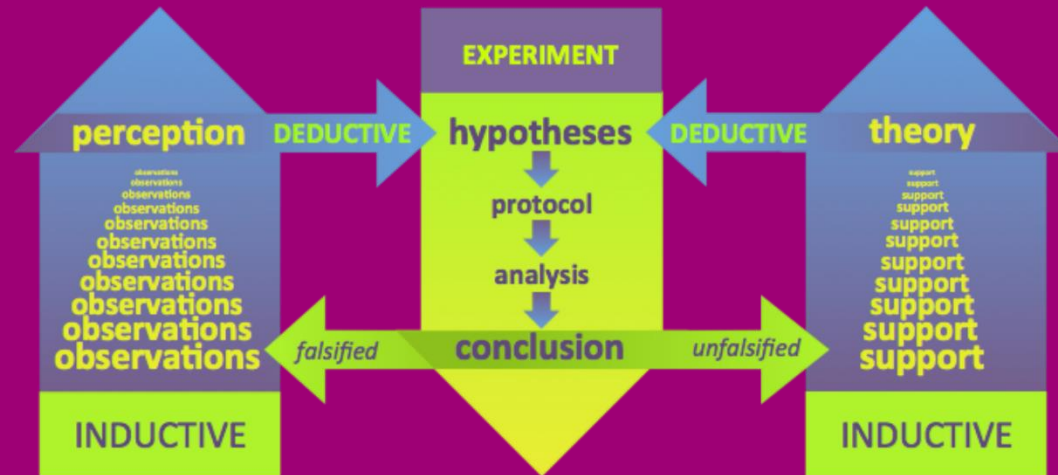 EXPERIMENT
perception DEDUCTIVE hypotheses DEDUCTIVE theory
observations
observations
observations
observations
observations
observations
observations
observations
observations
observations
observations
INDUCTIVE
protocol
analysis
falsified conclusion unfalsified
support
support
support
support
support
support
support
support
support
support
support
INDUCTIVE